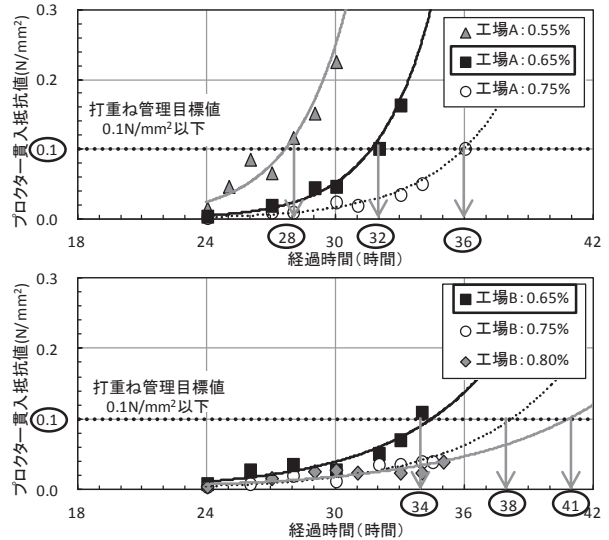 プロクター貫入抵抗値(N/mm²)
0.3
0.2
0.1
0.0
打重ね管理目標値
0.1N/mm²以下
工場A：0.55%
工場A：0.65%
工場A：0.75%
18 24 28 30 32 36 42
経過時間（時間）
プロクター貫入抵抗値(N/mm²)
0.3
0.2
0.1
0.0
打重ね管理目標値
0.1N/mm²以下
工場B：0.65%
工場B：0.75%
工場B：0.80%
18 24 30 34 36 38 41 42
経過時間（時間）